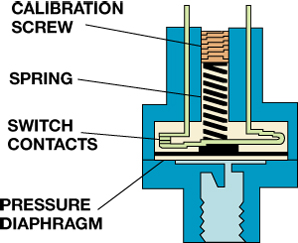 CALIBRATION
SCREW
SPRING
SWITCH
CONTACTS
PRESSURE
DIAPHRAGM